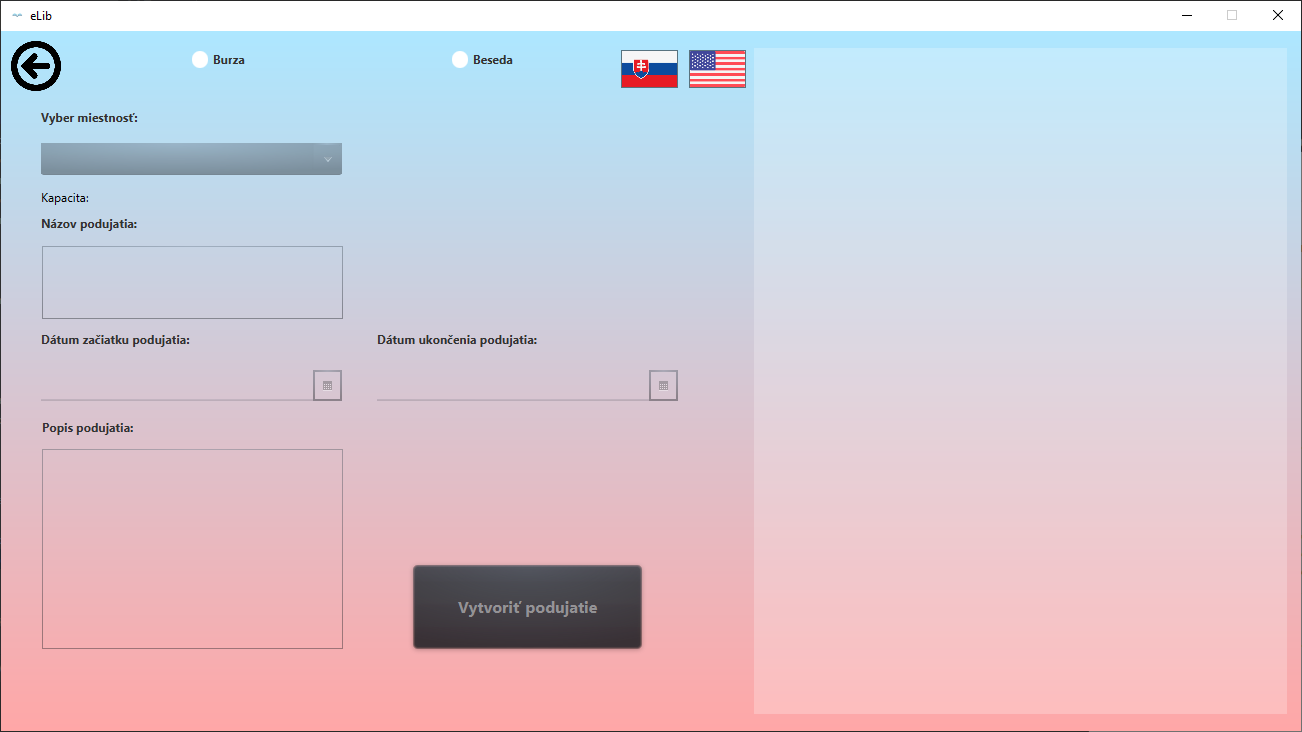 eLib
Burza
Beseda
Vyber miestnosť:
Kapacita:
Názov podujatia:
Dátum začiatku podujatia:
Dátum ukončenia podujatia:
Popis podujatia:
Vytvoriť podujatie